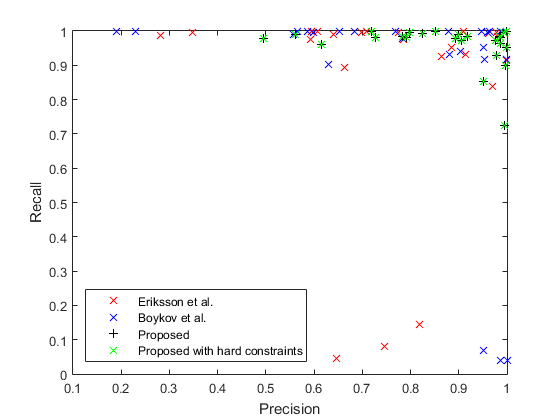 1
0.9
0.8
0.7
0.6
0.5
0.4
0.3
0.2
0.1
0
Recall
Eriksson et al.
Boykov et al.
Proposed
Proposed with hard constraints
0.1 0.2 0.3 0.4 0.5 0.6 0.7 0.8 0.9 1
Precision